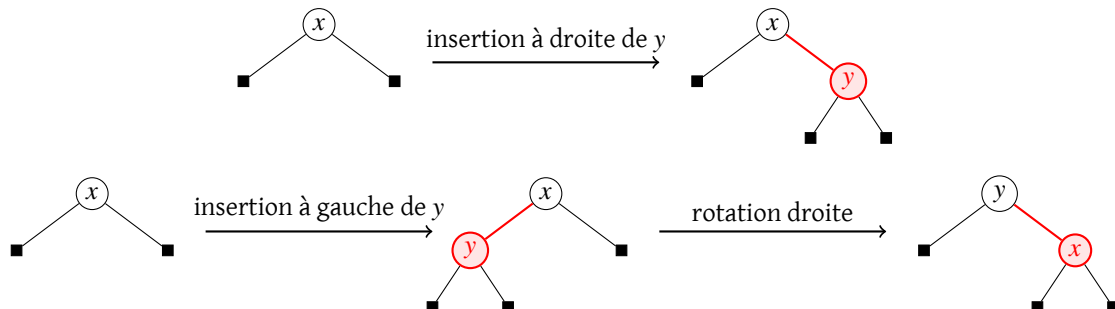 x
insertion à droite de y
x
y
x
insertion à gauche de y
x
y
rotation droite
y
x